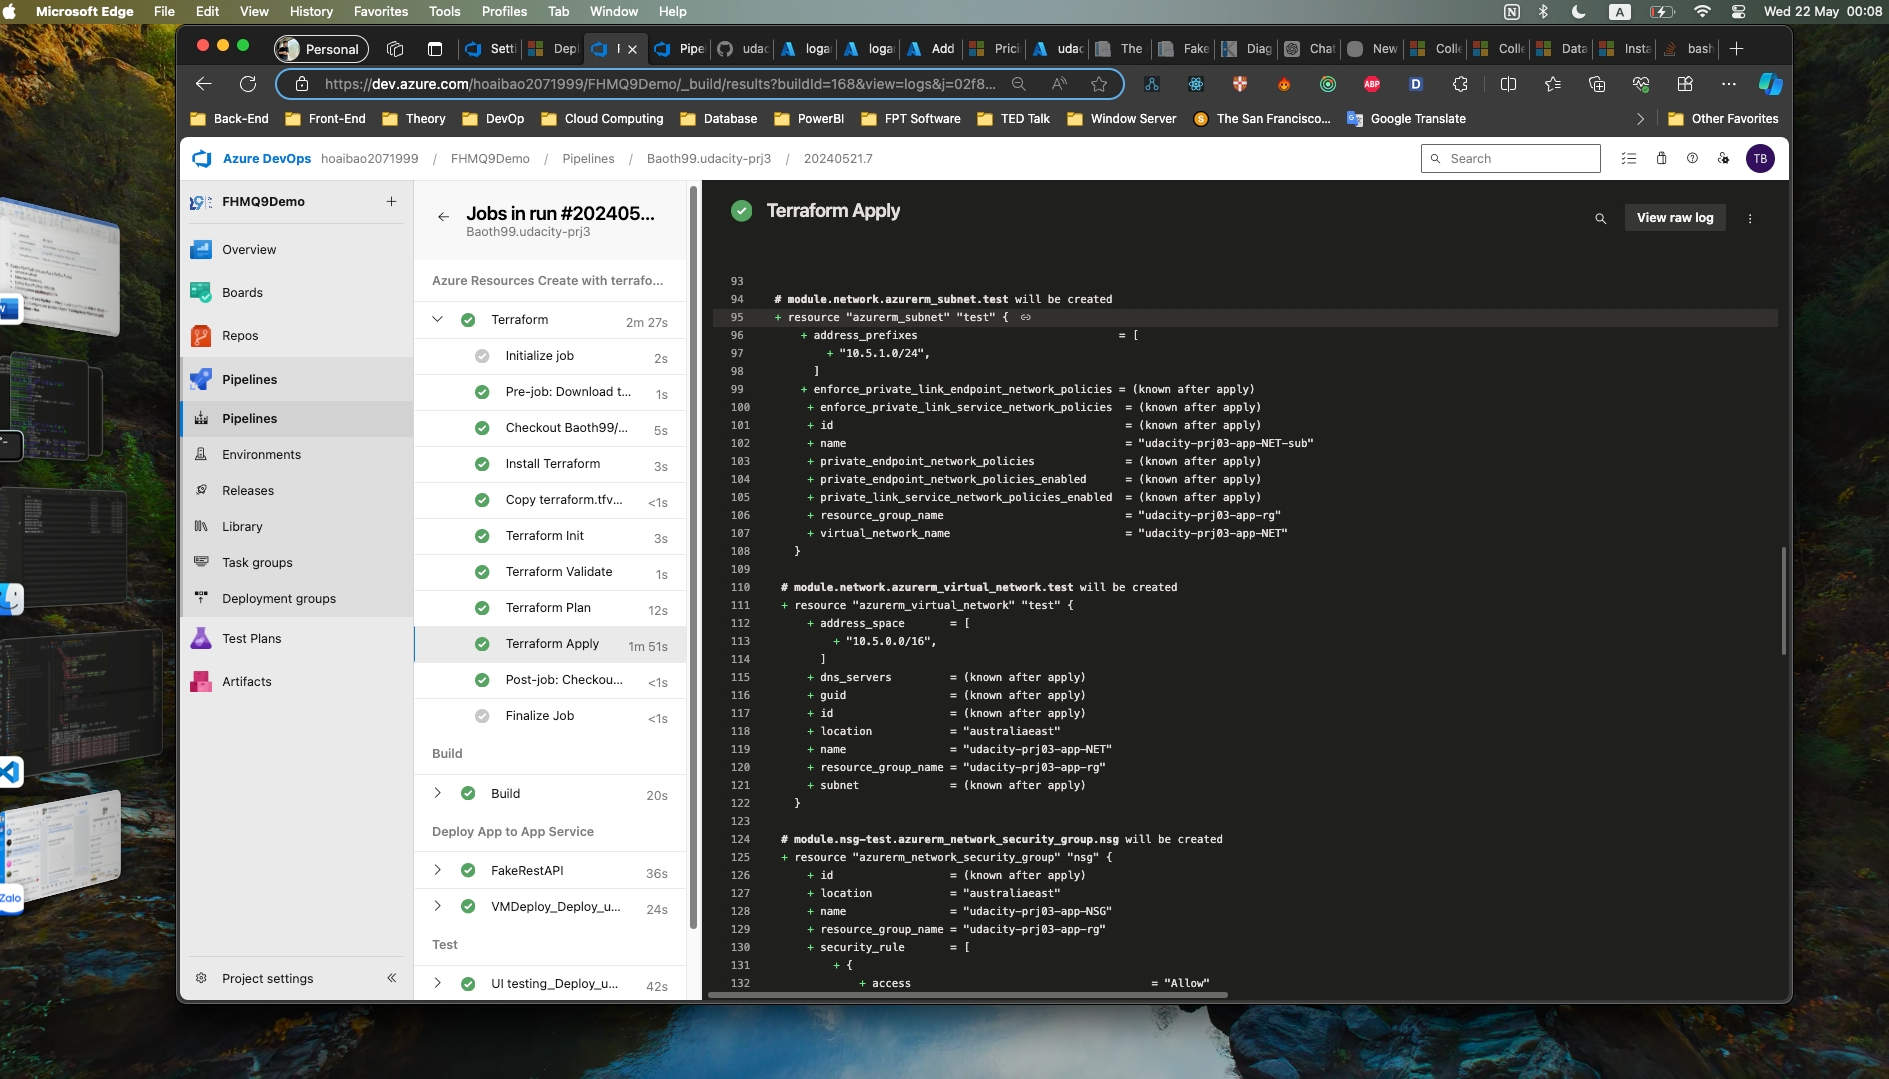 Microsoft Edge File Edit View History Favorites Tools Profiles Tab Window Help A Wed 22 May 00:08
Personal Setti Depl F Pipe udac logar logar Add Prici udac The Fake Diag Chat New Colle Colle Data Insta bash
https://dev.azure.com/hoaibao2071999/FHMQ9Demo/_build/results?buildId=168&view=logs&j=02f8... ABP D
Back-End Front-End Theory DevOp Cloud Computing Database PowerBI FPT Software TED Talk Window Server The San Francisco... Google Translate Other Favorites
Azure DevOps hoaibao2071999 / FHMQ9Demo / Pipelines / Baoth99.udacity-prj3 / 20240521.7 Search TB
FHMQ9Demo
Overview
Boards
Repos
Pipelines
Pipelines
Environments
Releases
Library
Task groups
Deployment groups
Test Plans
Artifacts
Project settings
Jobs in run #202405...
Baoth99.udacity-prj3
Azure Resources Create with terrafo...
Terraform 2m 27s
Initialize job 2s
Pre-job: Download t... 1s
Checkout Baoth99/... 5s
Install Terraform 3s
Copy terraform.tfv... <1s
Terraform Init 3s
Terraform Validate 1s
Terraform Plan 12s
Terraform Apply 1m 51s
Post-job: Checkou... <1s
Finalize Job <1s
Build
Build 20s
Deploy App to App Service
FakeRestAPI 36s
VMDeploy_Deploy_u... 24s
Test
UI testing_Deploy_u... 42s
Terraform Apply
View raw log
93
94 # module.network.azurerm_subnet.test will be created
95 + resource "azurerm_subnet" "test" {
96 + address_prefixes = [
97 + "10.5.1.0/24",
98 ]
99 + enforce_private_link_endpoint_network_policies = (known after apply)
100 + enforce_private_link_service_network_policies = (known after apply)
101 + id = (known after apply)
102 + name = "udacity-prj03-app-NET-sub"
103 + private_endpoint_network_policies = (known after apply)
104 + private_endpoint_network_policies_enabled = (known after apply)
105 + private_link_service_network_policies_enabled = (known after apply)
106 + resource_group_name = "udacity-prj03-app-rg"
107 + virtual_network_name = "udacity-prj03-app-NET"
108 }
109
110 # module.network.azurerm_virtual_network.test will be created
111 + resource "azurerm_virtual_network" "test" {
112 + address_space = [
113 + "10.5.0.0/16",
114 ]
115 + dns_servers = (known after apply)
116 + guid = (known after apply)
117 + id = (known after apply)
118 + location = "australiaeast"
119 + name = "udacity-prj03-app-NET"
120 + resource_group_name = "udacity-prj03-app-rg"
121 + subnet = (known after apply)
122 }
123
124 # module.nsg-test.azurerm_network_security_group.nsg will be created
125 + resource "azurerm_network_security_group" "nsg" {
126 + id = (known after apply)
127 + location = "australiaeast"
128 + name = "udacity-prj03-app-NSG"
129 + resource_group_name = "udacity-prj03-app-rg"
130 + security_rule = [
131 + {
132 + access = "Allow"
Zalo